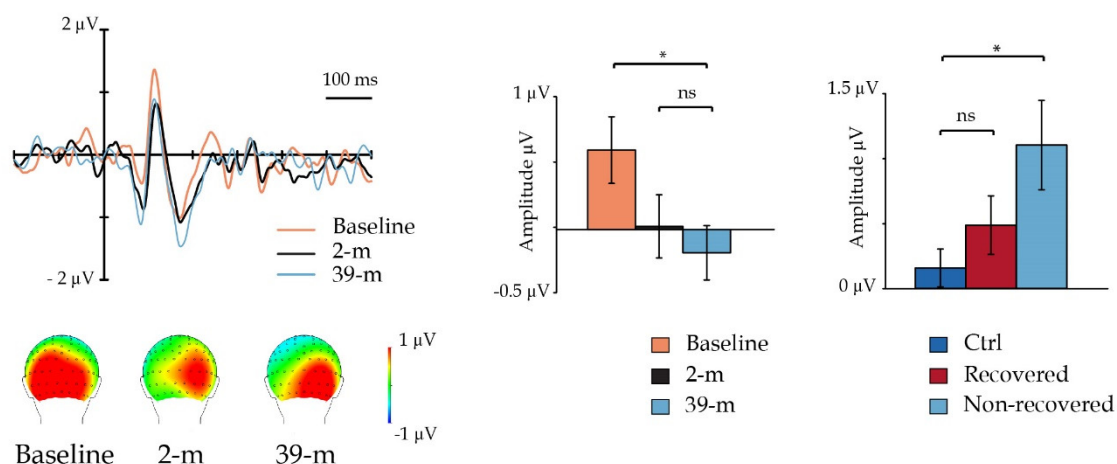 2 µV
100 ms
Baseline
2-m
39-m
- 2 µV
1 µV
-1 µV
Baseline
2-m
39-m
*
ns
1 µV
Amplitude µV
-0.5 µV
Baseline
2-m
39-m
*
1.5 µV
ns
Amplitude µV
0 µV
Ctrl
Recovered
Non-recovered